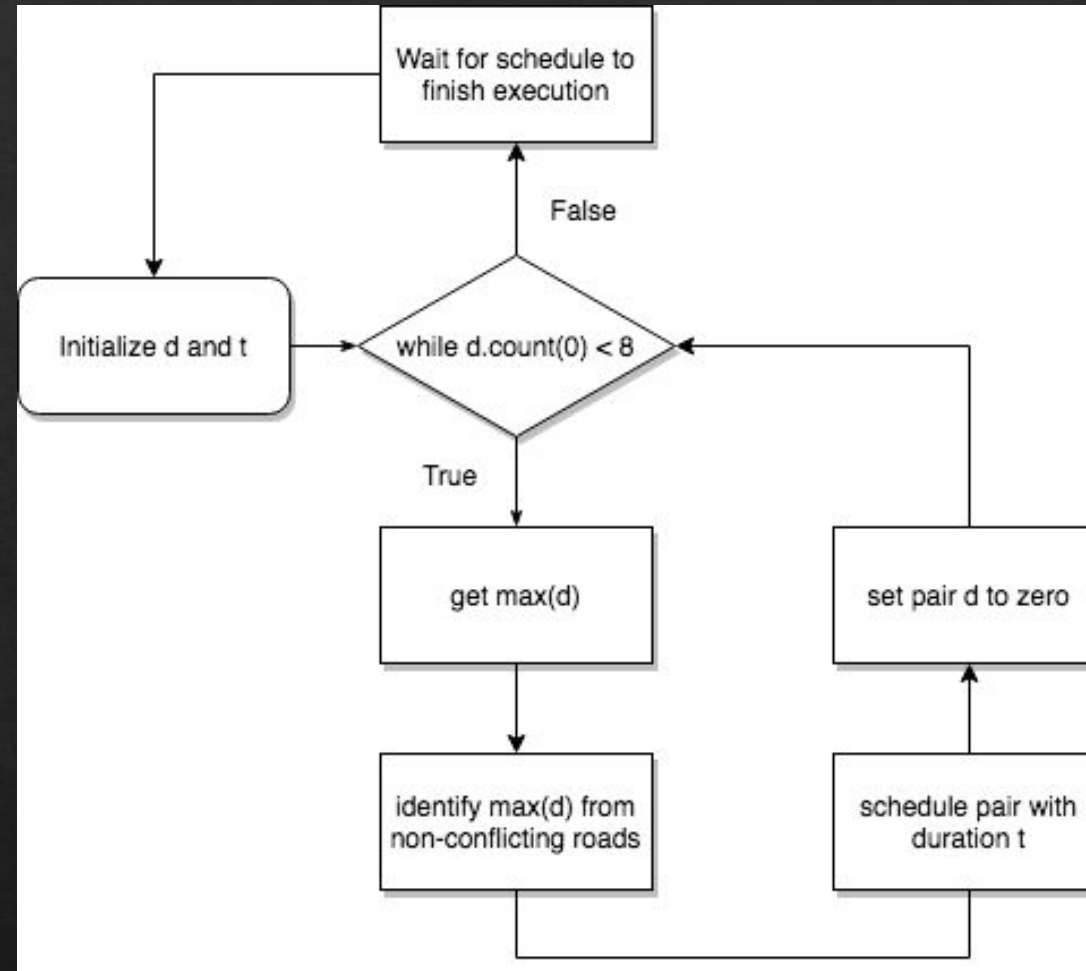 Wait for schedule to
finish execution
False
Initialize d and t
while d.count(0) < 8
True
get max(d)
set pair d to zero
identify max(d) from
non-conflicting roads
schedule pair with
duration t